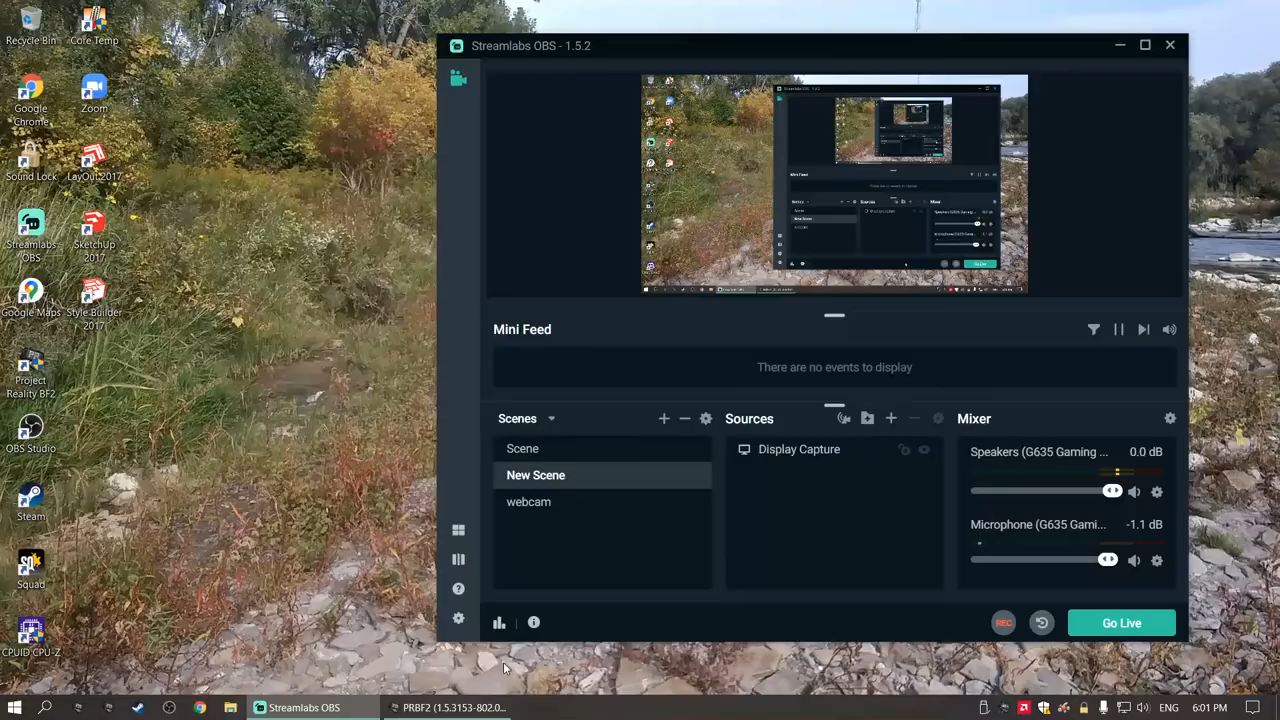 Recycle Bin
Core Temp
Google
Chrome
Zoom
Sound Lock
LayOut 2017
Streamlabs
OBS
SketchUp
2017
Google Maps
Style Builder
2017
Project
Reality BF2
OBS Studio
Steam
Squad
CPUID CPU-Z
Streamlabs OBS - 1.5.2
Mini Feed
There are no events to display
Scenes
Scene
New Scene
webcam
Sources
Display Capture
Mixer
Speakers (G635 Gaming ... 0.0 dB
Microphone (G635 Gami... -1.1 dB
REC
Go Live
Streamlabs OBS
PRBF2 (1.5.3153-802.0...
ENG
6:01 PM